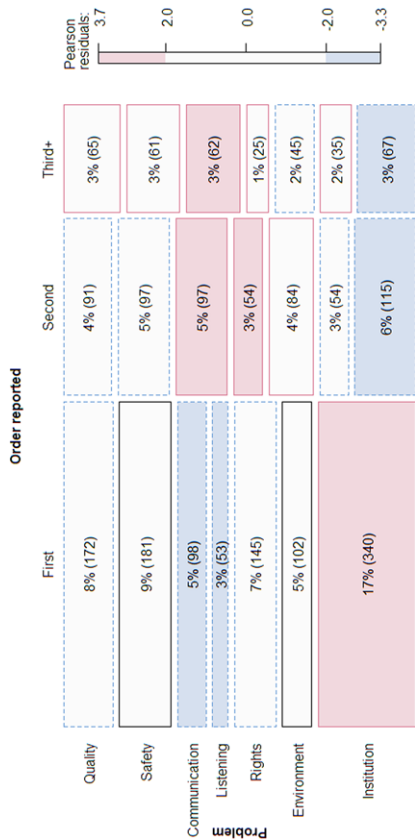 Order reported
First
Second
Third+
Pearson
residuals:
Problem
Quality
8% (172)
4% (91)
3% (65)
Safety
9% (181)
5% (97)
3% (61)
Communication
5% (98)
5% (97)
3% (62)
Listening
3% (53)
3% (54)
1% (25)
Rights
7% (145)
4% (84)
2% (45)
Environment
5% (102)
3% (54)
2% (35)
Institution
17% (340)
6% (115)
3% (67)
3.7
2.0
0.0
-2.0
-3.3